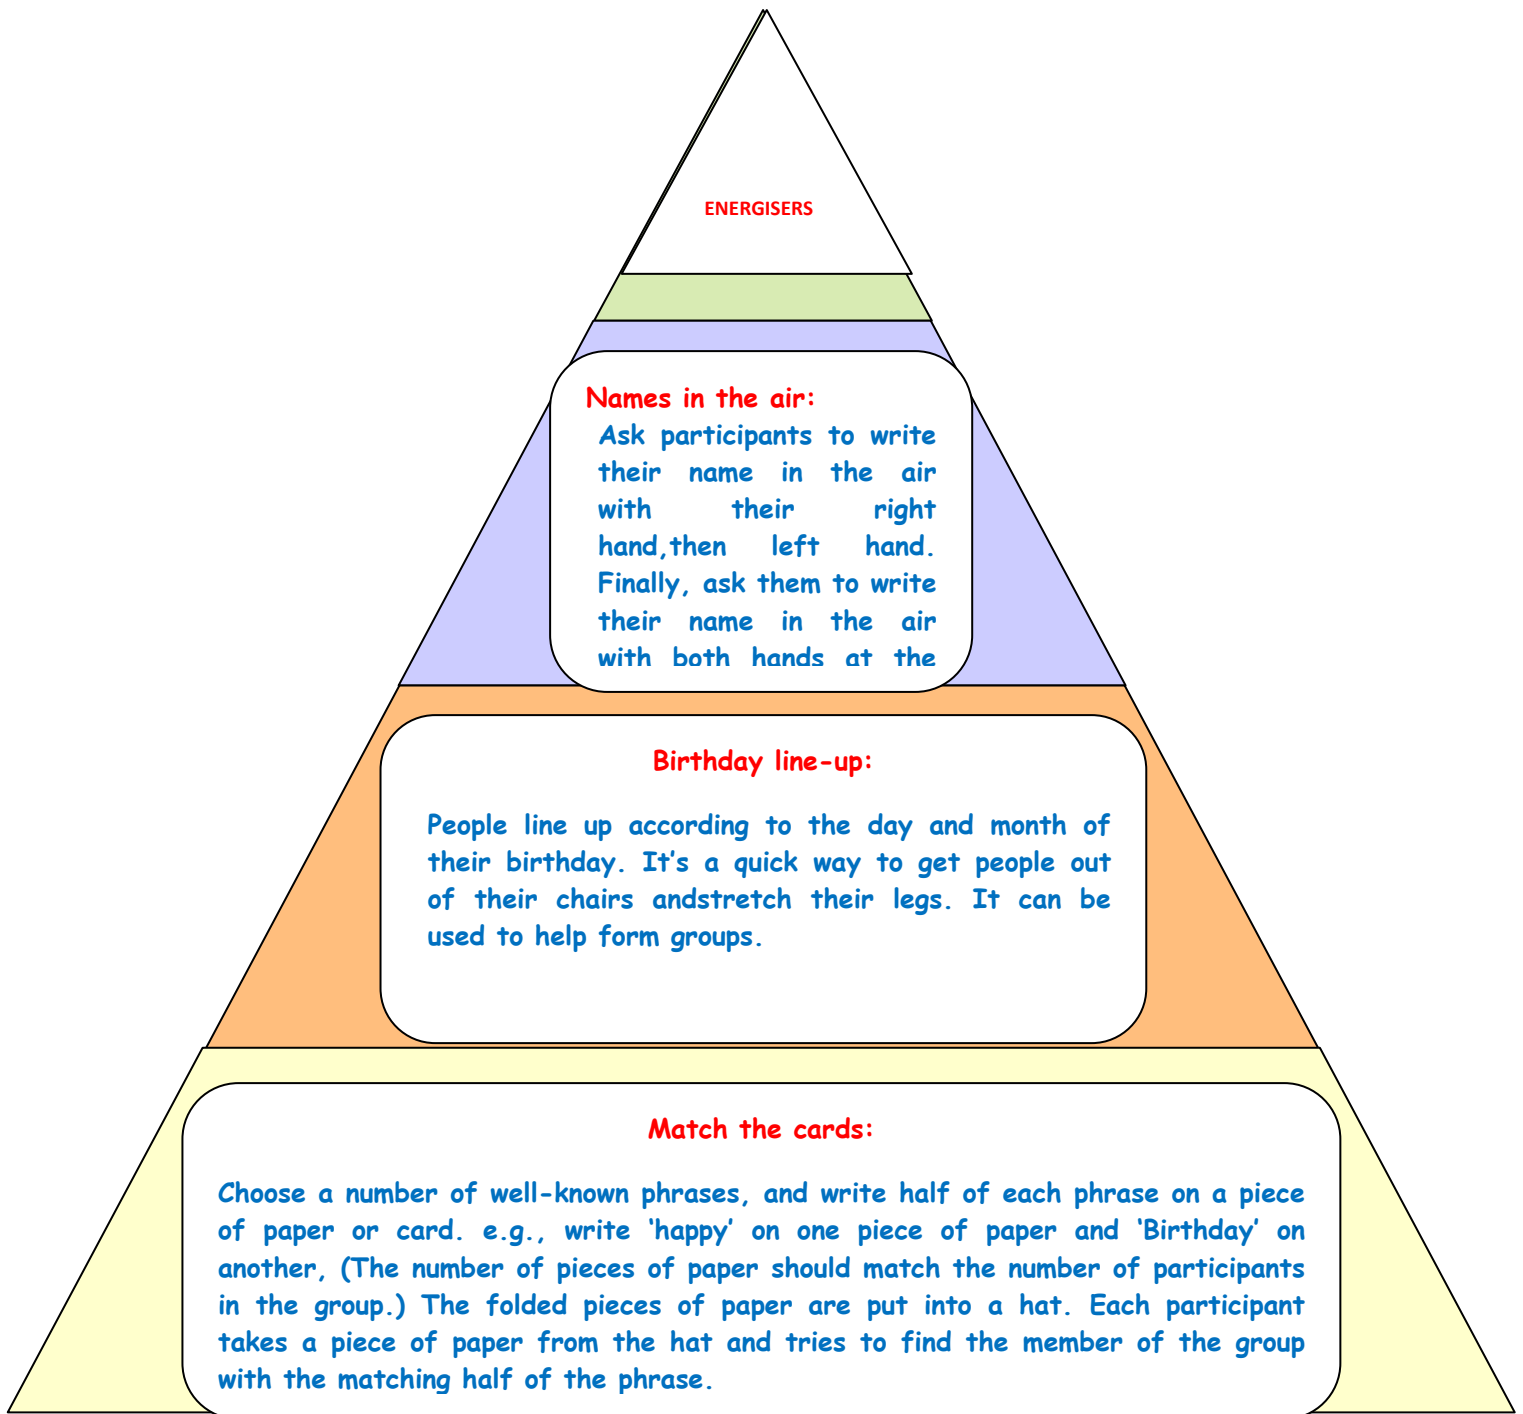 ENERGISERS
Names in the air:
Ask participants to write
their name in the air
with their right
hand,then left hand.
Finally, ask them to write
their name in the air
with both hands at the
Birthday line-up:
People line up according to the day and month of
their birthday. It's a quick way to get people out
of their chairs andstretch their legs. It can be
used to help form groups.
Match the cards:
Choose a number of well-known phrases, and write half of each phrase on a piece
of paper or card. e.g., write ‘happy’ on one piece of paper and ‘Birthday’ on
another, (The number of pieces of paper should match the number of participants
in the group.) The folded pieces of paper are put into a hat. Each participant
takes a piece of paper from the hat and tries to find the member of the group
with the matching half of the phrase.